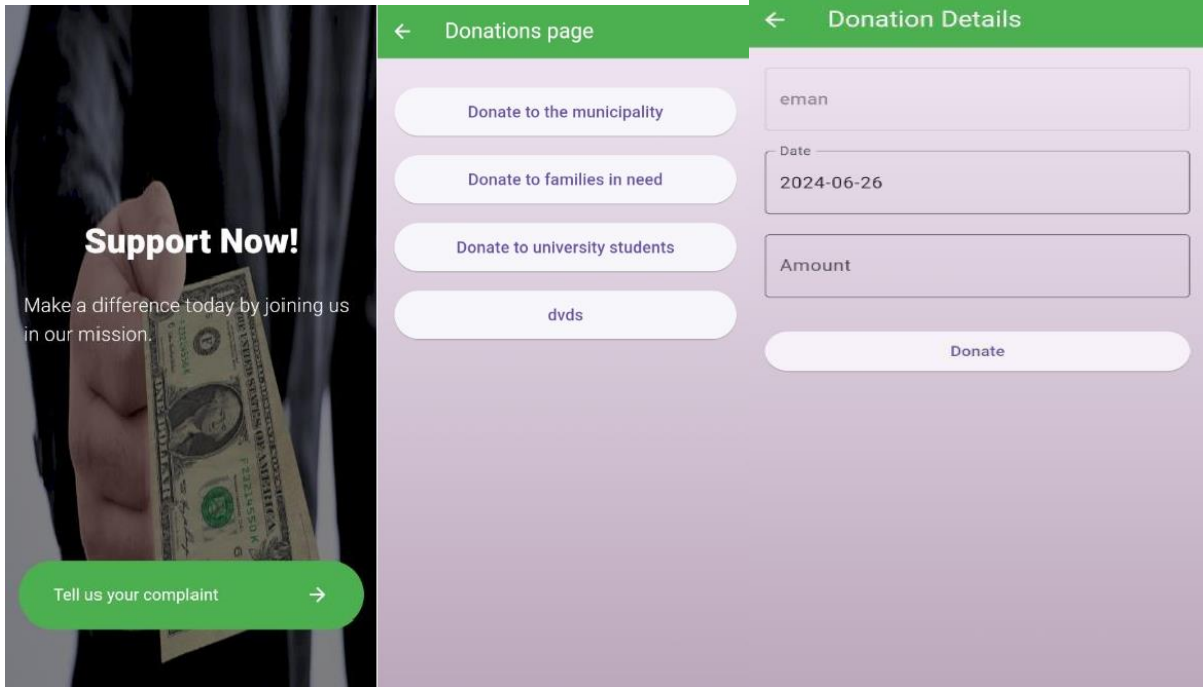 Support Now!
Make a difference today by joining us
in our mission.
Tell us your complaint
Donations page
Donate to the municipality
Donate to families in need
Donate to university students
dvds
Donation Details
eman
Date
2024-06-26
Amount
Donate